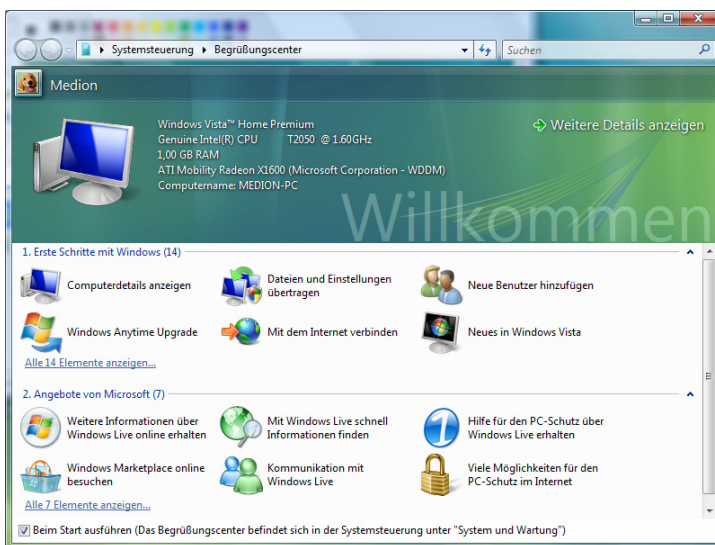 Systemsteuerung ▸ Begrüßungscenter
Suchen
Medion
Windows Vista™ Home Premium
Genuine Intel(R) CPU T2050 @ 1.60GHz
1,00 GB RAM
ATI Mobility Radeon X1600 (Microsoft Corporation - WDDM)
Computername: MEDION-PC
Weitere Details anzeigen
Willkommen
1. Erste Schritte mit Windows (14)
Computerdetails anzeigen
Dateien und Einstellungen
übertragen
Neue Benutzer hinzufügen
Windows Anytime Upgrade
Mit dem Internet verbinden
Neues in Windows Vista
Alle 14 Elemente anzeigen...
2. Angebote von Microsoft (7)
Weitere Informationen über
Windows Live online erhalten
Mit Windows Live schnell
Informationen finden
Hilfe für den PC-Schutz über
Windows Live erhalten
Windows Marketplace online
besuchen
Kommunikation mit
Windows Live
Viele Möglichkeiten für den
PC-Schutz im Internet
Alle 7 Elemente anzeigen...
Beim Start ausführen (Das Begrüßungscenter befindet sich in der Systemsteuerung unter "System und Wartung")